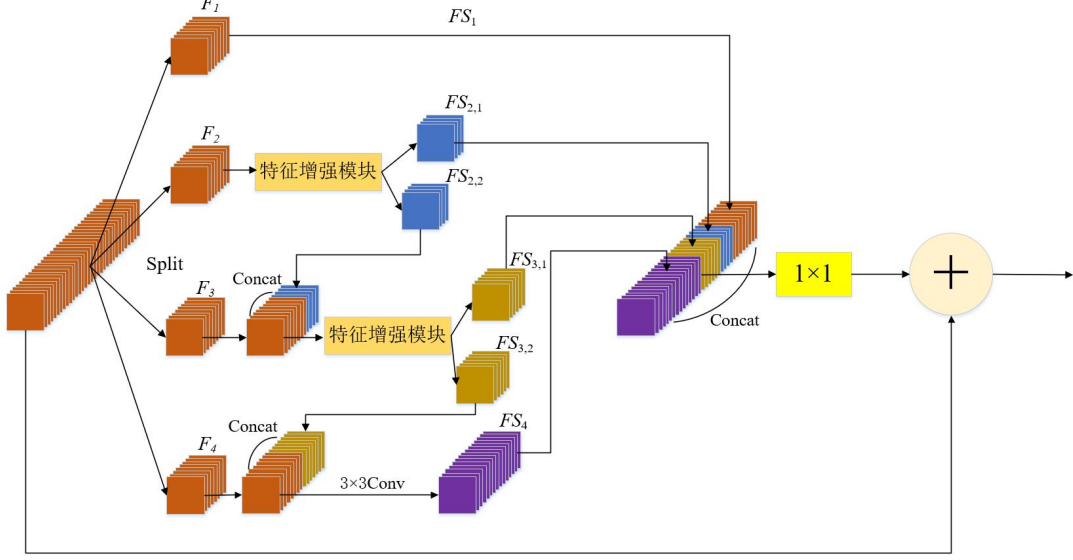 F₁
FS₁
F₂
特征增强模块
FS₂,₁
FS₂,₂
Split
F₃
Concat
特征增强模块
FS₃,₁
FS₃,₂
Concat
1×1
+
F₄
Concat
3×3Conv
FS₄